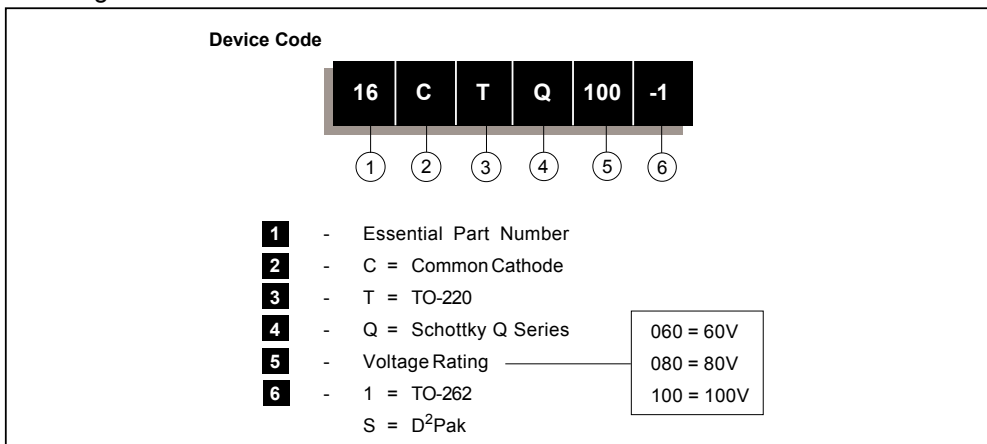 Device Code
16 C T Q 100 -1
1 2 3 4 5 6
1 - Essential Part Number
2 - C = Common Cathode
3 - T = TO-220
4 - Q = Schottky Q Series
060 = 60V
5 - Voltage Rating
080 = 80V
6 - 1 = TO-262
100 = 100V
S = D²Pak